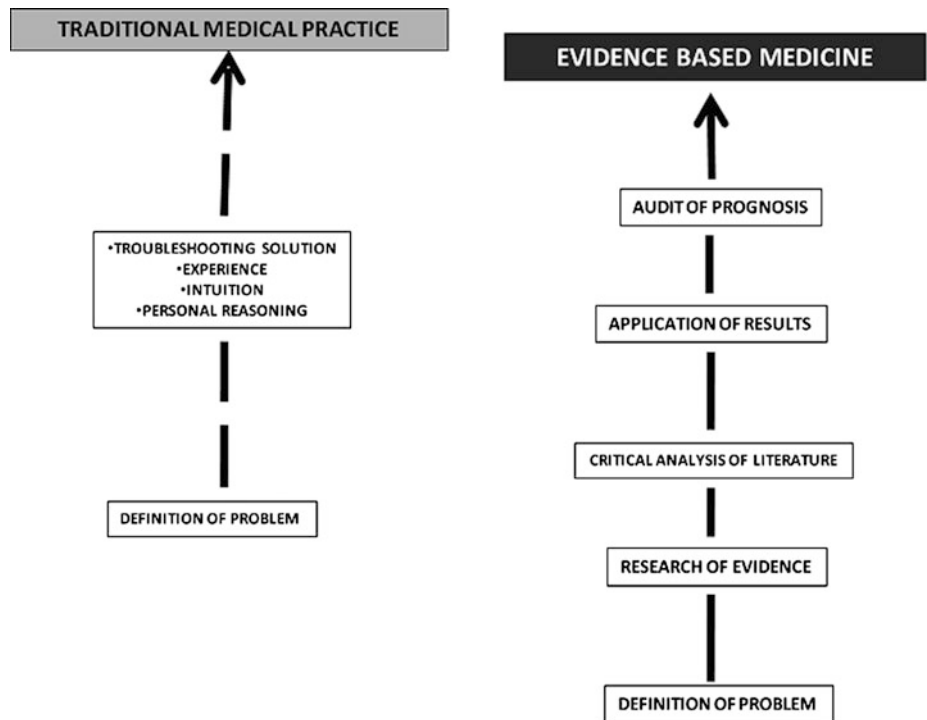 TRADITIONAL MEDICAL PRACTICE
•TROUBLESHOOTING SOLUTION
•EXPERIENCE
•INTUITION
•PERSONAL REASONING
DEFINITION OF PROBLEM
EVIDENCE BASED MEDICINE
AUDIT OF PROGNOSIS
APPLICATION OF RESULTS
CRITICAL ANALYSIS OF LITERATURE
RESEARCH OF EVIDENCE
DEFINITION OF PROBLEM